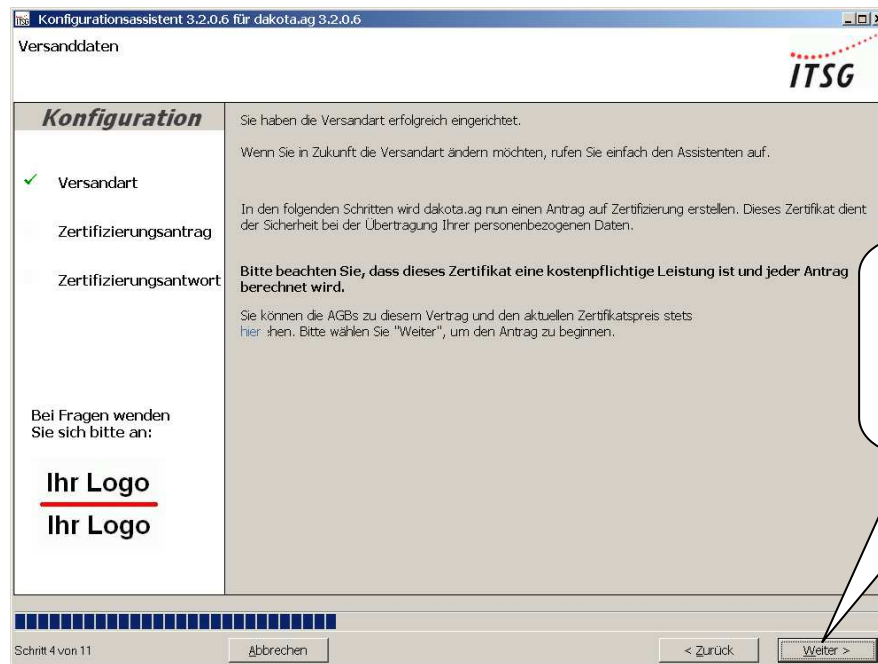 Konfigurationsassistent 3.2.0.6 für dakota.ag 3.2.0.6
Versanddaten
ITSG
Konfiguration
Versandart
Zertifizierungsantrag
Zertifizierungsantwort
Bei Fragen wenden
Sie sich bitte an:
Ihr Logo
Ihr Logo
Sie haben die Versandart erfolgreich eingerichtet.
Wenn Sie in Zukunft die Versandart ändern möchten, rufen Sie einfach den Assistenten auf.
In den folgenden Schritten wird dakota.ag nun einen Antrag auf Zertifizierung erstellen. Dieses Zertifikat dient
der Sicherheit bei der Übertragung Ihrer personenbezogenen Daten.
Bitte beachten Sie, dass dieses Zertifikat eine kostenpflichtige Leistung ist und jeder Antrag
berechnet wird.
Sie können die AGBs zu diesem Vertrag und den aktuellen Zertifikatspreis stets
hier hen. Bitte wählen Sie "Weiter", um den Antrag zu beginnen.
Schritt 4 von 11
Abbrechen
< Zurück
Weiter >